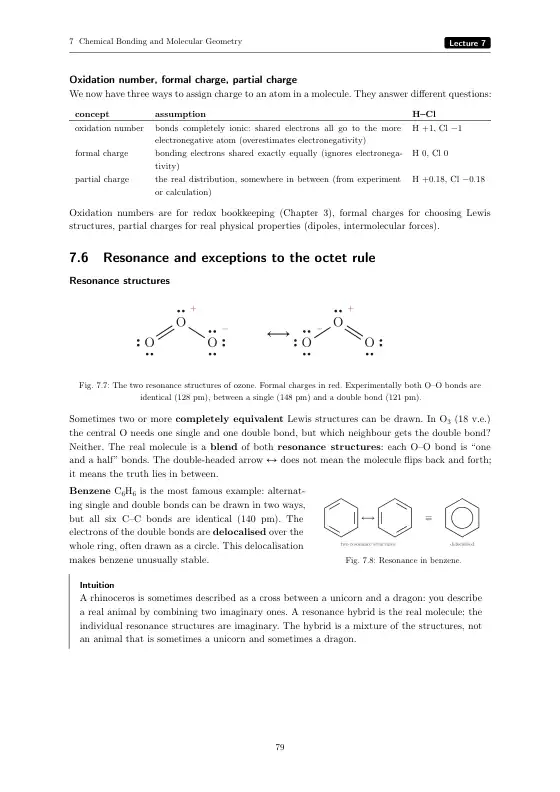 7 Chemical Bonding and Molecular Geometry
Lecture 7
Oxidation number, formal charge, partial charge
We now have three ways to assign charge to an atom in a molecule. They answer different questions:
concept assumption H–Cl
oxidation number bonds completely ionic: shared electrons all go to the more H +1, Cl −1
electronegative atom (overestimates electronegativity)
formal charge bonding electrons shared exactly equally (ignores electronega- H 0, Cl 0
tivity)
partial charge the real distribution, somewhere in between (from experiment H +0.18, Cl −0.18
or calculation)
Oxidation numbers are for redox bookkeeping (Chapter 3), formal charges for choosing Lewis
structures, partial charges for real physical properties (dipoles, intermolecular forces).
7.6 Resonance and exceptions to the octet rule
Resonance structures
O + O O − ↔ O − O + O
Fig. 7.7: The two resonance structures of ozone. Formal charges in red. Experimentally both O–O bonds are
identical (128 pm), between a single (148 pm) and a double bond (121 pm).
Sometimes two or more completely equivalent Lewis structures can be drawn. In O₃ (18 v.e.)
the central O needs one single and one double bond, but which neighbour gets the double bond?
Neither. The real molecule is a blend of both resonance structures: each O–O bond is “one
and a half” bonds. The double-headed arrow ↔ does not mean the molecule flips back and forth;
it means the truth lies in between.
Benzene C₆H₆ is the most famous example: alternat-
ing single and double bonds can be drawn in two ways,
but all six C–C bonds are identical (140 pm). The
electrons of the double bonds are delocalised over the
whole ring, often drawn as a circle. This delocalisation
makes benzene unusually stable.
↔ ≡
two resonance structures delocalised
Fig. 7.8: Resonance in benzene.
Intuition
A rhinoceros is sometimes described as a cross between a unicorn and a dragon: you describe
a real animal by combining two imaginary ones. A resonance hybrid is the real molecule; the
individual resonance structures are imaginary. The hybrid is a mixture of the structures, not
an animal that is sometimes a unicorn and sometimes a dragon.
79